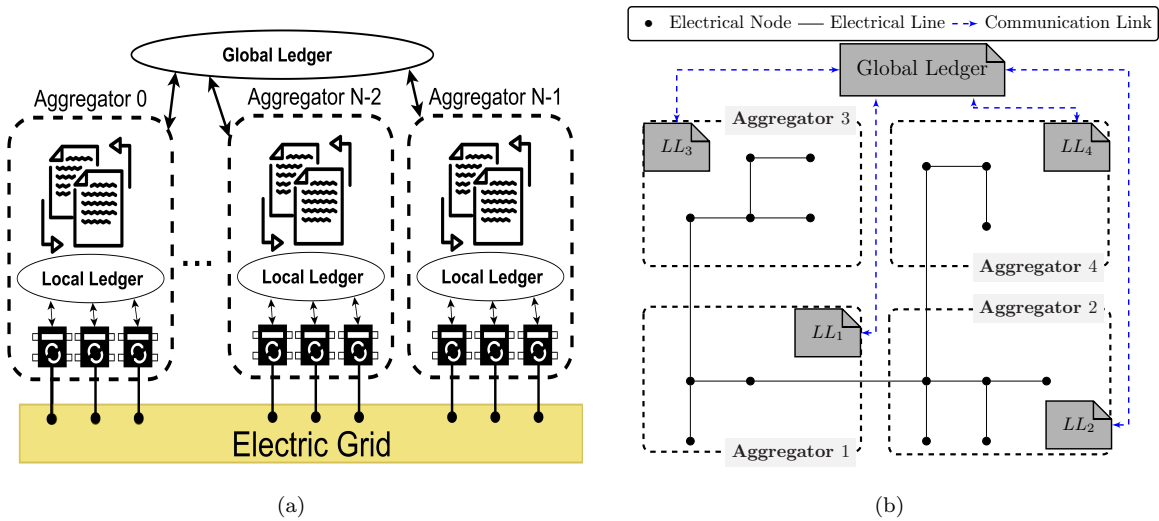 Global Ledger
Aggregator 0
Aggregator N-2
Aggregator N-1
Local Ledger
...
Local Ledger
Local Ledger
Electric Grid
(a)
Electrical Node
Electrical Line
Communication Link
Global Ledger
Aggregator 3
LL3
LL4
Aggregator 4
Aggregator 2
LL1
LL2
Aggregator 1
(b)